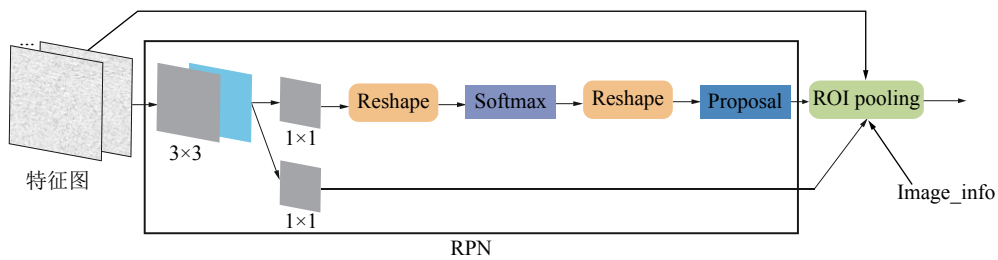 ...
特征图
3×3
1×1
Reshape
Softmax
Reshape
Proposal
ROI pooling
1×1
Image_info
RPN